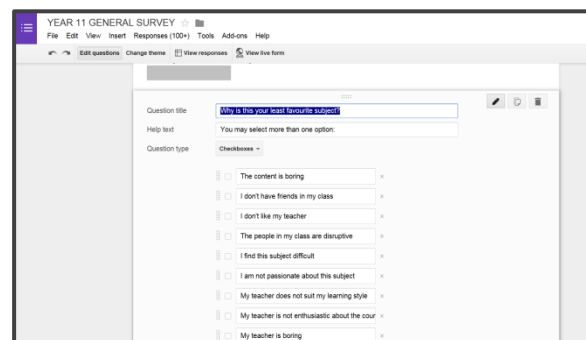 YEAR 11 GENERAL SURVEY
File Edit View Insert Responses (100+) Tools Add-ons Help
Edit questions Change theme View responses View live form
Question title Why is this your least favourite subject?
Help text You may select more than one option:
Question type Checkboxes
The content is boring
I don't have friends in my class
I don't like my teacher
The people in my class are disruptive
I find this subject difficult
I am not passionate about this subject
My teacher does not suit my learning style
My teacher is not enthusiastic about the cour
My teacher is boring